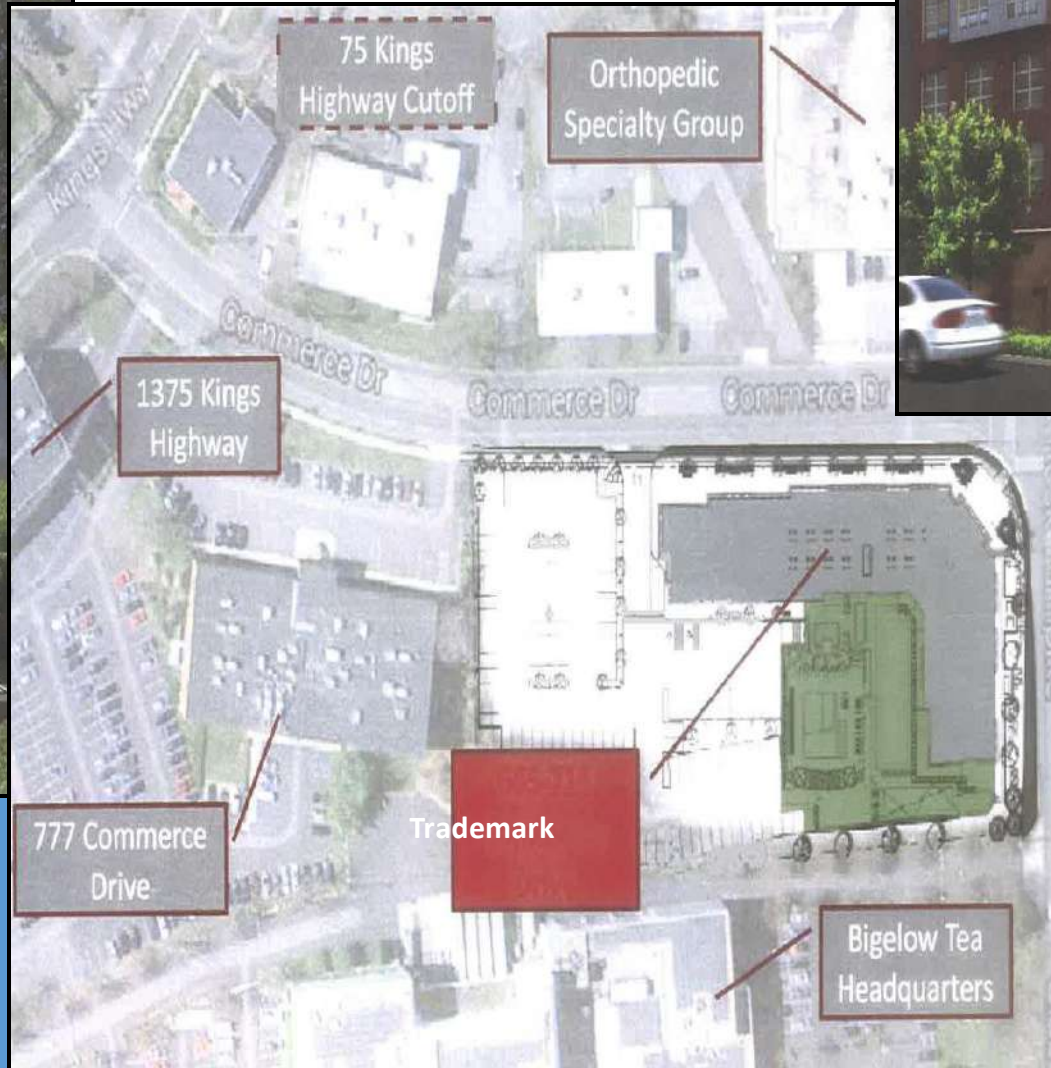 75 Kings
Highway Cutoff
Orthopedic
Specialty Group
Kings Hwy
Commerce Dr
Commerce Dr
Commerce Dr
1375 Kings
Highway
Trademark
777 Commerce
Drive
Bigelow Tea
Headquarters